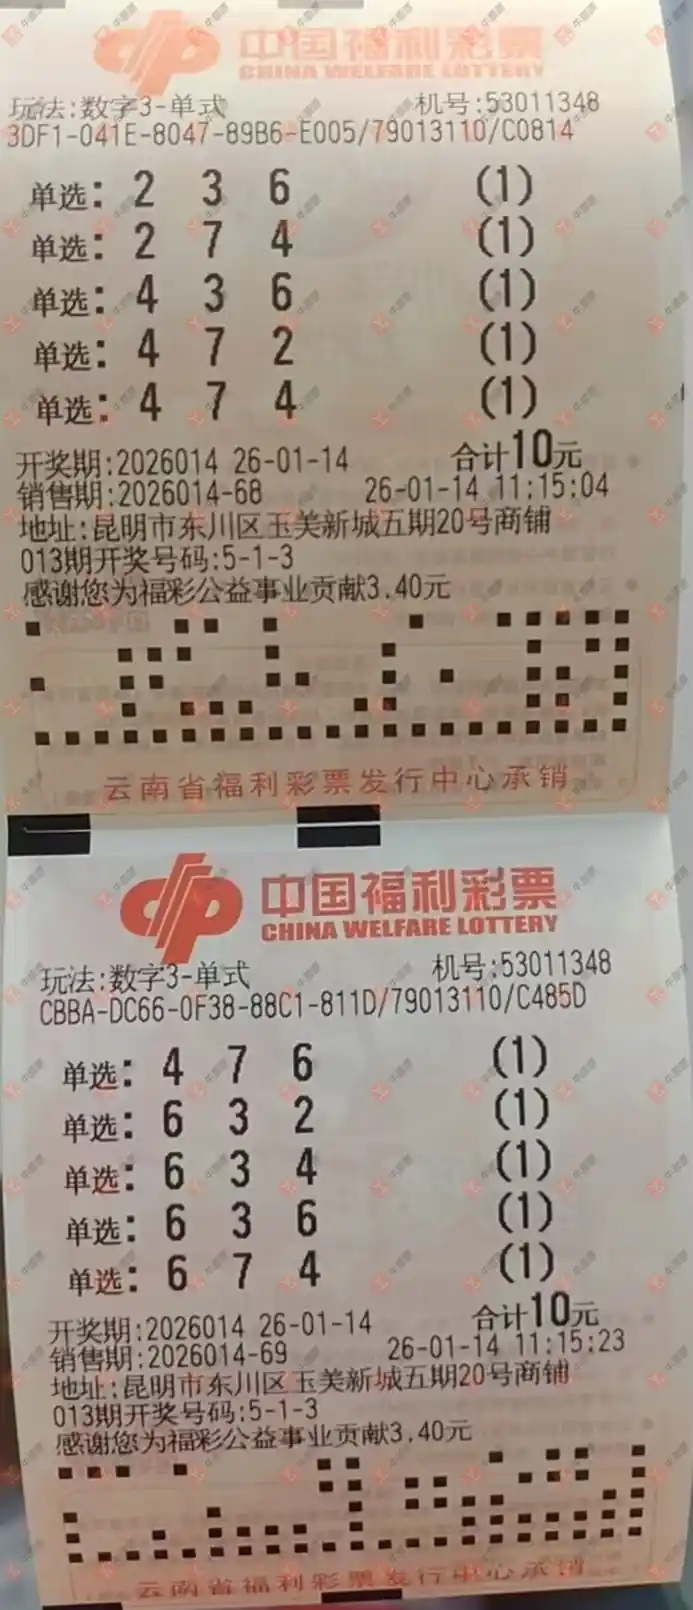 中国福利彩票
CHINA WELFARE LOTTERY
玩法:数字3-单式 机号:53011348
3DF1-041E-8047-89B6-E005/79013110/C0814
单选: 2 3 6 (1)
单选: 2 7 4 (1)
单选: 4 3 6 (1)
单选: 4 7 2 (1)
单选: 4 7 4 (1)
开奖期:2026014 26-01-14 合计10元
销售期:2026014-68 26-01-14 11:15:04
地址:昆明市东川区玉美新城五期20号商铺
013期开奖号码:5-1-3
感谢您为福彩公益事业贡献3.40元
云南省福利彩票发行中心承销
中国福利彩票
CHINA WELFARE LOTTERY
玩法:数字3-单式 机号:53011348
CBBA-DC66-0F38-88C1-811D/79013110/C485D
单选: 4 7 6 (1)
单选: 6 3 2 (1)
单选: 6 3 4 (1)
单选: 6 3 6 (1)
单选: 6 7 4 (1)
开奖期:2026014 26-01-14 合计10元
销售期:2026014-69 26-01-14 11:15:23
地址:昆明市东川区玉美新城五期20号商铺
013期开奖号码:5-1-3
感谢您为福彩公益事业贡献3.40元
云南省福利彩票发行中心承销